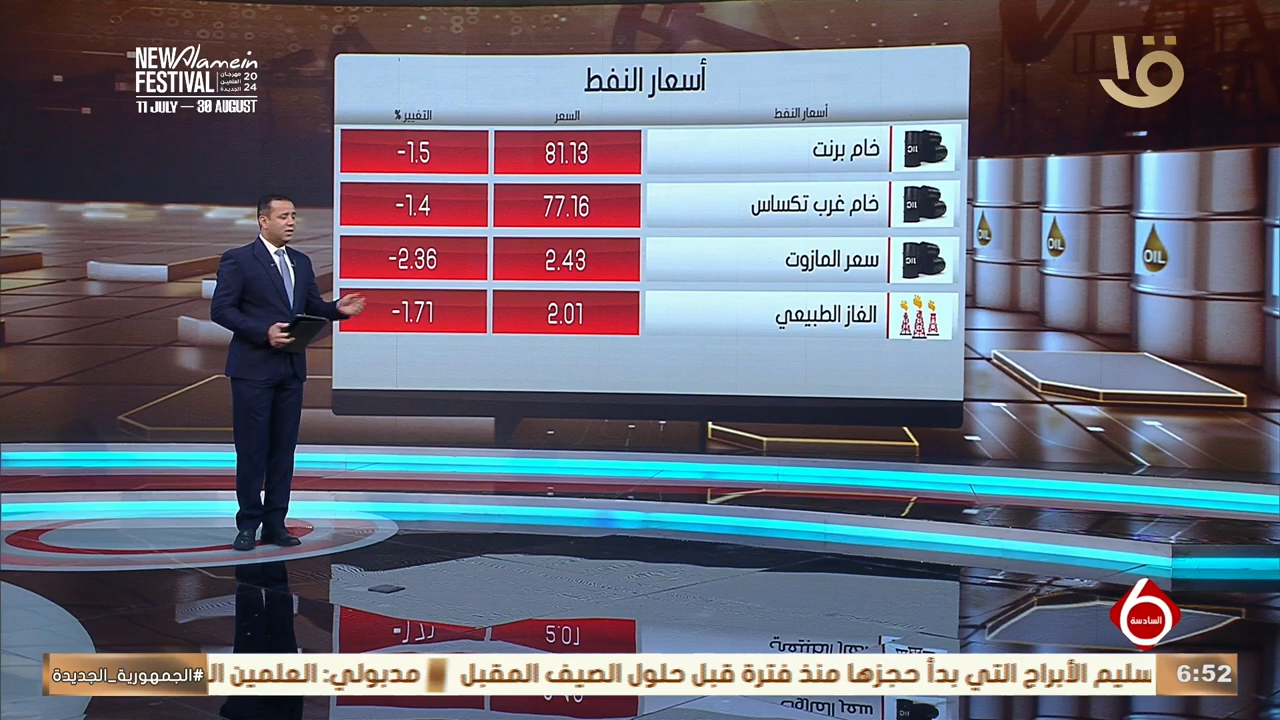 NEW Alamein
FESTIVAL مهرجان العلمين الجديدة 2024
11 JULY — 30 AUGUST
أسعار النفط
أسعار النفط السعر التغيير %
خام برنت 81.13 -1.5
خام غرب تكساس 77.16 -1.4
سعر المازوت 2.43 -2.36
الغاز الطبيعي 2.01 -1.71
OIL
OIL
OIL
6
السادسة
6:52 سليم الأبراج التي بدأ حجزها منذ فترة قبل حلول الصيف المقبل مدبولي: العلمين ال #الجمهورية_الجديدة